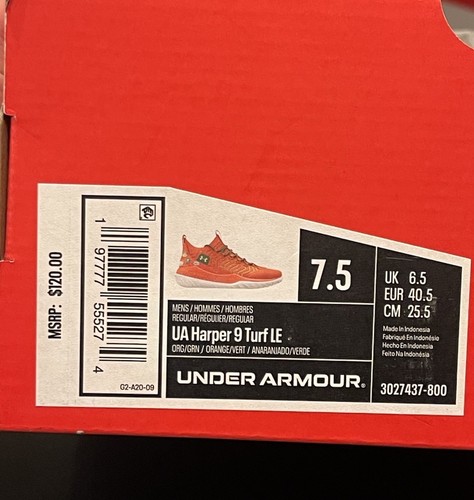 MSRP: $120.00
1 97777 55527 4
02-A20-09
7.5
UK 6.5
EUR 40.5
CM 25.5
MENS / HOMMES / HOMBRES
REGULAR/RÉGULIER/REGULAR
UA Harper 9 Turf LE
ORG/GRN / ORANGE/VERT / ANARANJADO/VERDE
Made In Indonesia
Fabriqué En Indonésie
Hecho En Indonesia
Feito Na Indonésia
UNDER ARMOUR®
3027437-800